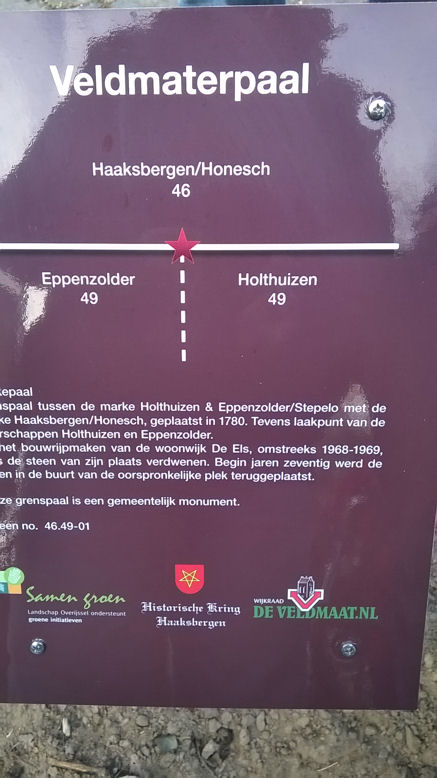 Veldmaterpaal
Haaksbergen/Honesch
46
Eppenzolder Holthuizen
49 49
spaal tussen de marke Holthuizen & Eppenzolder/Stepelo met de
Haaksbergen/Honesch, geplaatst in 1780. Tevens laakpunt van de
rschappen Holthuizen en Eppenzolder.
net bouwrijpmaken van de woonwijk De Els, omstreeks 1968-1969,
s de steen van zijn plaats verdwenen. Begin jaren zeventig werd de
en in de buurt van de oorspronkelijke plek teruggeplaatst.
ze grenspaal is een gemeentelijk monument.
een no. 46.49-01
Samen groen
Landschap Overijssel ondersteunt
groene initiatieven
Historische Kring
Haaksbergen
WIJKRAAD
DE VELDMAAT.NL